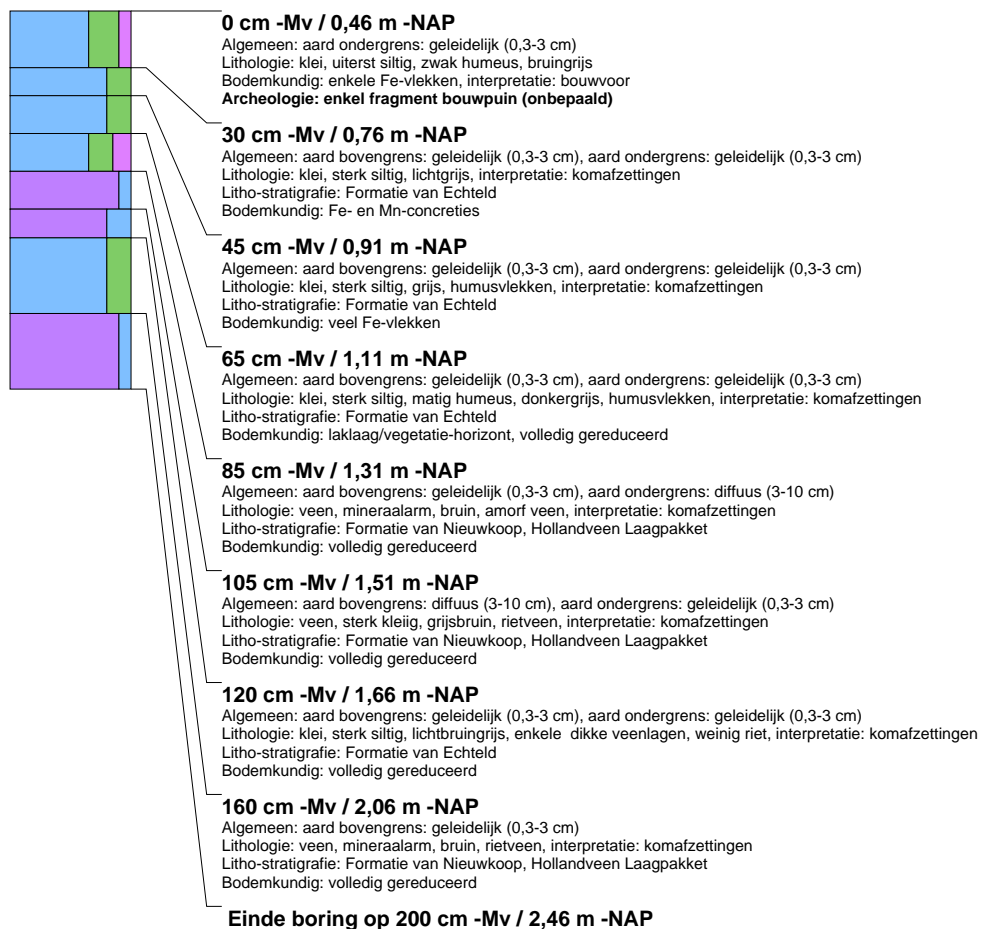 0 cm -Mv / 0,46 m -NAP
Algemeen: aard ondergrens: geleidelijk (0,3-3 cm)
Lithologie: klei, uiterst siltig, zwak humeus, bruingrijs
Bodemkundig: enkele Fe-vlekken, interpretatie: bouwvoor
Archeologie: enkel fragment bouwpuin (onbepaald)
30 cm -Mv / 0,76 m -NAP
Algemeen: aard bovengrens: geleidelijk (0,3-3 cm), aard ondergrens: geleidelijk (0,3-3 cm)
Lithologie: klei, sterk siltig, lichtgrijs, interpretatie: komafzettingen
Litho-stratigrafie: Formatie van Echteld
Bodemkundig: Fe- en Mn-concreties
45 cm -Mv / 0,91 m -NAP
Algemeen: aard bovengrens: geleidelijk (0,3-3 cm), aard ondergrens: geleidelijk (0,3-3 cm)
Lithologie: klei, sterk siltig, grijs, humusvlekken, interpretatie: komafzettingen
Litho-stratigrafie: Formatie van Echteld
Bodemkundig: veel Fe-vlekken
65 cm -Mv / 1,11 m -NAP
Algemeen: aard bovengrens: geleidelijk (0,3-3 cm), aard ondergrens: geleidelijk (0,3-3 cm)
Lithologie: klei, sterk siltig, matig humeus, donkergrijs, humusvlekken, interpretatie: komafzettingen
Litho-stratigrafie: Formatie van Echteld
Bodemkundig: laklaag/vegetatie-horizont, volledig gereduceerd
85 cm -Mv / 1,31 m -NAP
Algemeen: aard bovengrens: geleidelijk (0,3-3 cm), aard ondergrens: diffuus (3-10 cm)
Lithologie: veen, mineraalarm, bruin, amorf veen, interpretatie: komafzettingen
Litho-stratigrafie: Formatie van Nieuwkoop, Hollandveen Laagpakket
Bodemkundig: volledig gereduceerd
105 cm -Mv / 1,51 m -NAP
Algemeen: aard bovengrens: diffuus (3-10 cm), aard ondergrens: geleidelijk (0,3-3 cm)
Lithologie: veen, sterk kleiig, grijsbruin, rietveen, interpretatie: komafzettingen
Litho-stratigrafie: Formatie van Nieuwkoop, Hollandveen Laagpakket
Bodemkundig: volledig gereduceerd
120 cm -Mv / 1,66 m -NAP
Algemeen: aard bovengrens: geleidelijk (0,3-3 cm), aard ondergrens: geleidelijk (0,3-3 cm)
Lithologie: klei, sterk siltig, lichtbruingrijs, enkele  dikke veenlagen, weinig riet, interpretatie: komafzettingen
Litho-stratigrafie: Formatie van Echteld
Bodemkundig: volledig gereduceerd
160 cm -Mv / 2,06 m -NAP
Algemeen: aard bovengrens: geleidelijk (0,3-3 cm)
Lithologie: veen, mineraalarm, bruin, rietveen, interpretatie: komafzettingen
Litho-stratigrafie: Formatie van Nieuwkoop, Hollandveen Laagpakket
Bodemkundig: volledig gereduceerd
Einde boring op 200 cm -Mv / 2,46 m -NAP